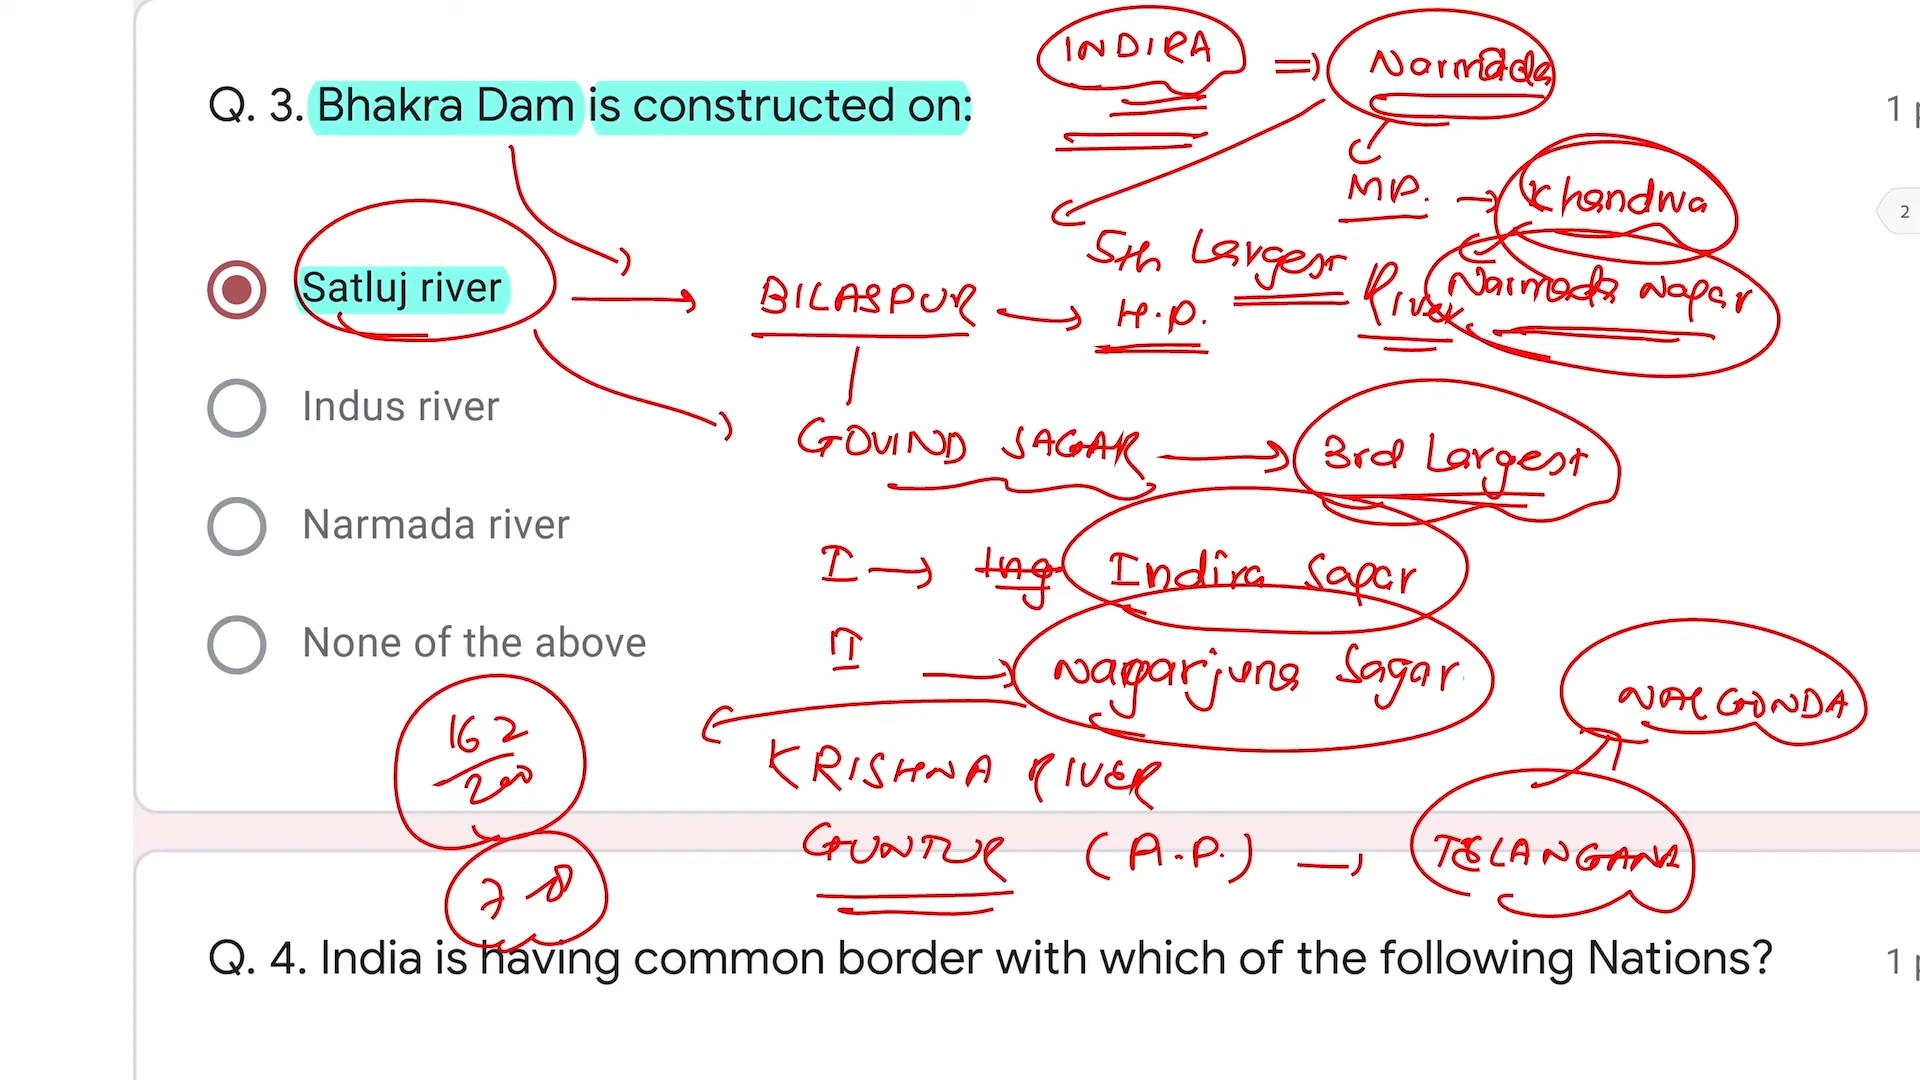 INDIRA => Narmada
Q. 3. Bhakra Dam is constructed on:
1 p
MP. → Khandwa
2
5th Largest River
Narmada Nagar
Satluj river → BILASPUR → H.P.
Indus river
GOVIND SAGAR → 3rd Largest
Narmada river
I → Ing Indira Sagar
None of the above
II → Nagarjuna Sagar
NALGONDA
162
200
KRISHNA RIVER
GUNTUR (A.P.) → TELANGANA
Q. 4. India is having common border with which of the following Nations?
1 p